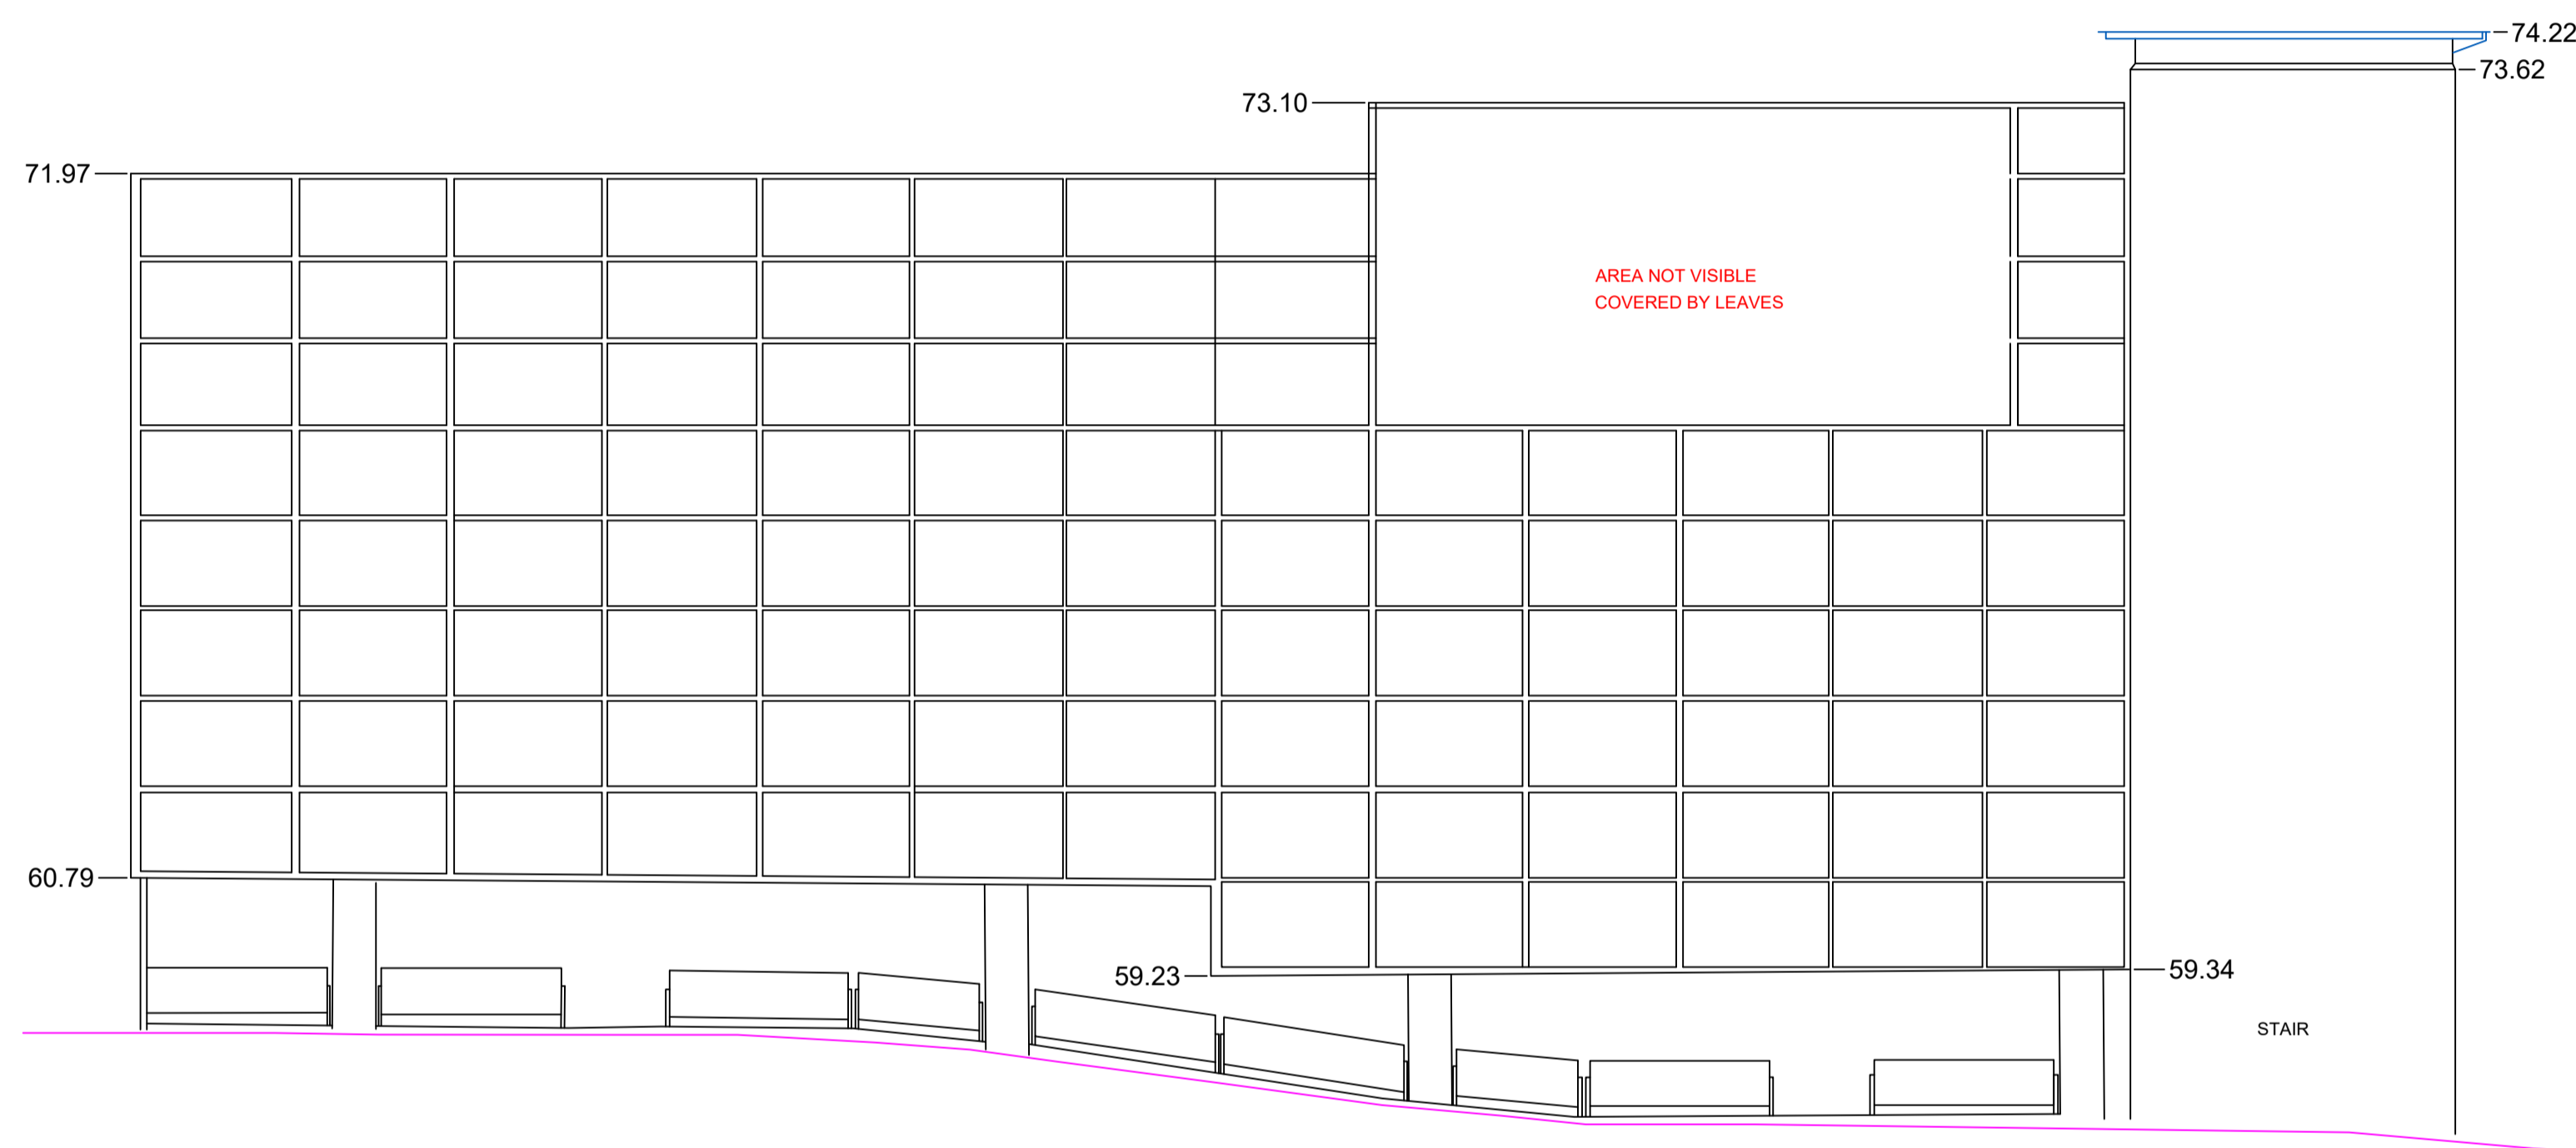 74.22
73.62
73.10
71.97
AREA NOT VISIBLE
COVERED BY LEAVES
60.79
59.23
59.34
STAIR